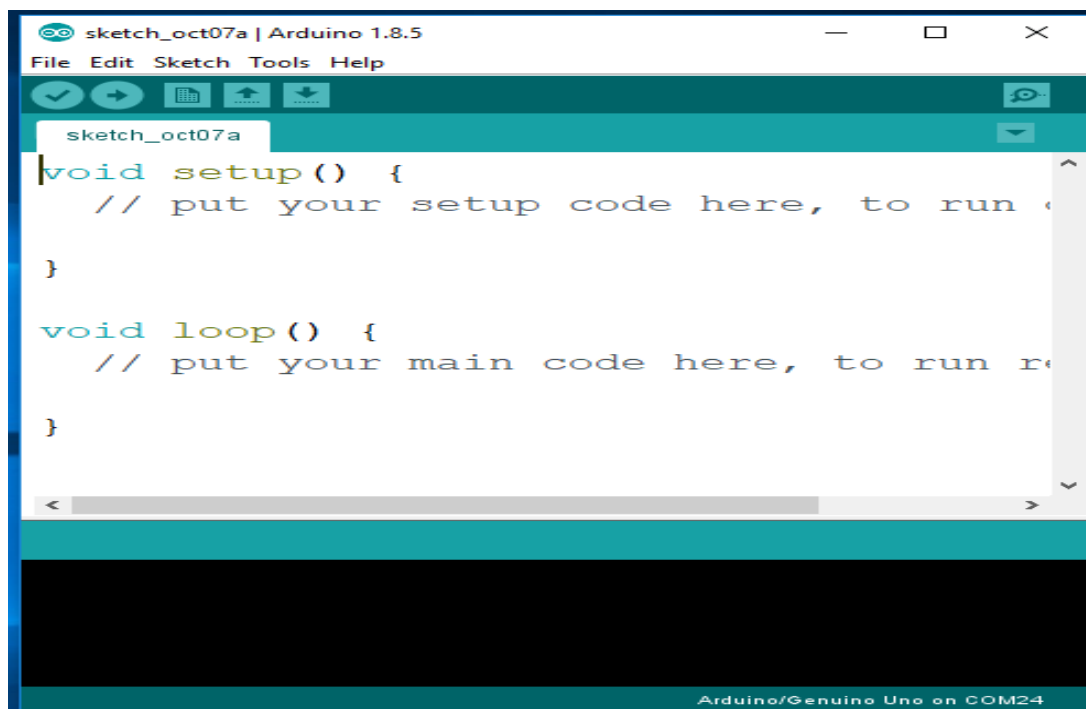 sketch_oct07a | Arduino 1.8.5
File Edit Sketch Tools Help
sketch_oct07a
void setup() {
// put your setup code here, to run
}
void loop() {
// put your main code here, to run
}
Arduino/Genuino Uno on COM24